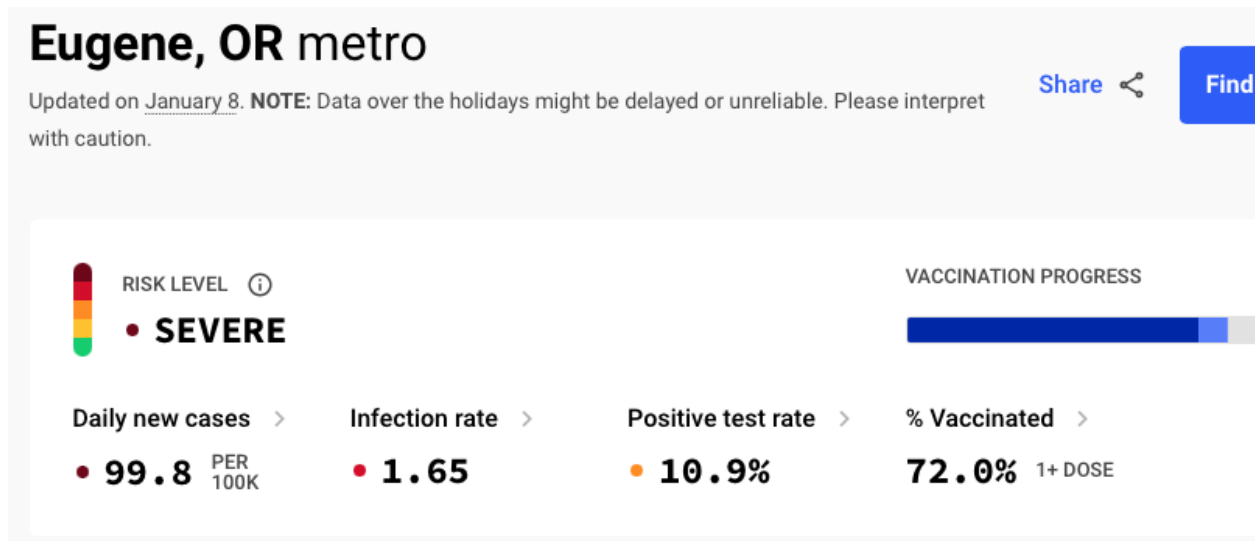 Eugene, OR metro
Updated on January 8. NOTE: Data over the holidays might be delayed or unreliable. Please interpret
with caution.
Share
Find
RISK LEVEL
SEVERE
VACCINATION PROGRESS
Daily new cases
99.8 PER 100K
Infection rate
1.65
Positive test rate
10.9%
% Vaccinated
72.0% 1+ DOSE